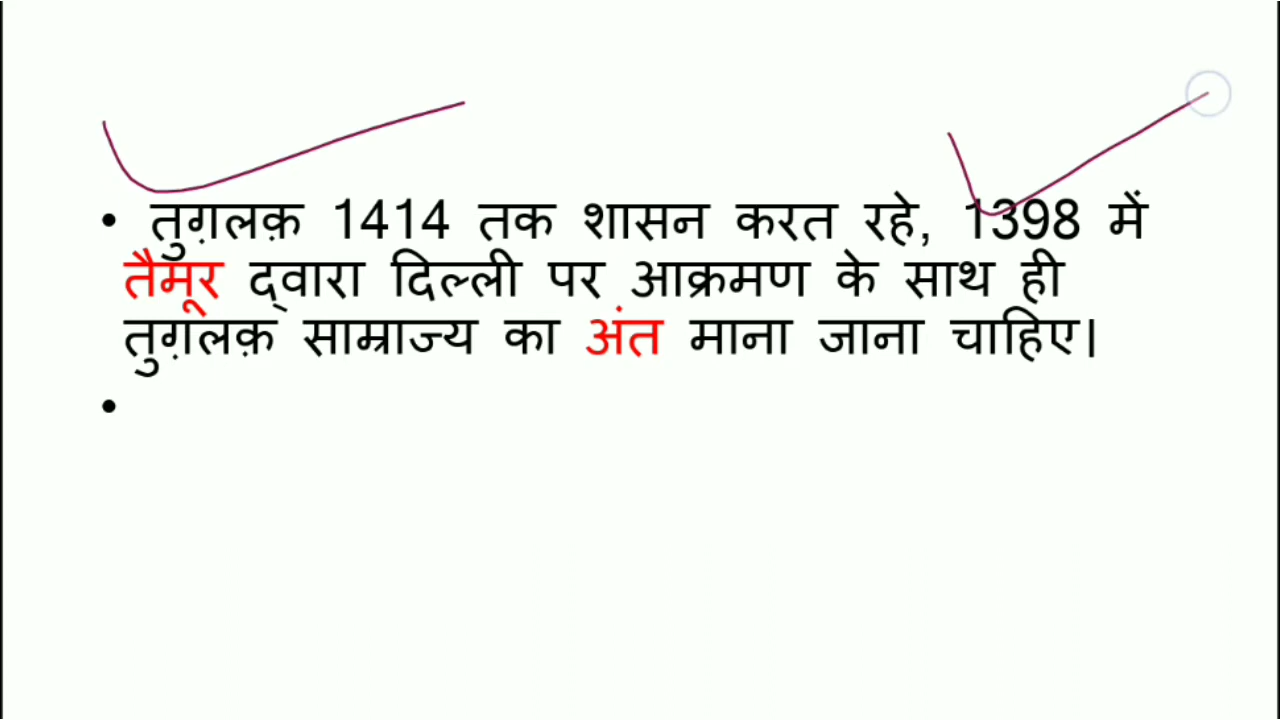 • तुग़लक़ 1414 तक शासन करत रहे, 1398 में
तैमूर द्वारा दिल्ली पर आक्रमण के साथ ही
तुग़लक़ साम्राज्य का अंत माना जाना चाहिए।
•